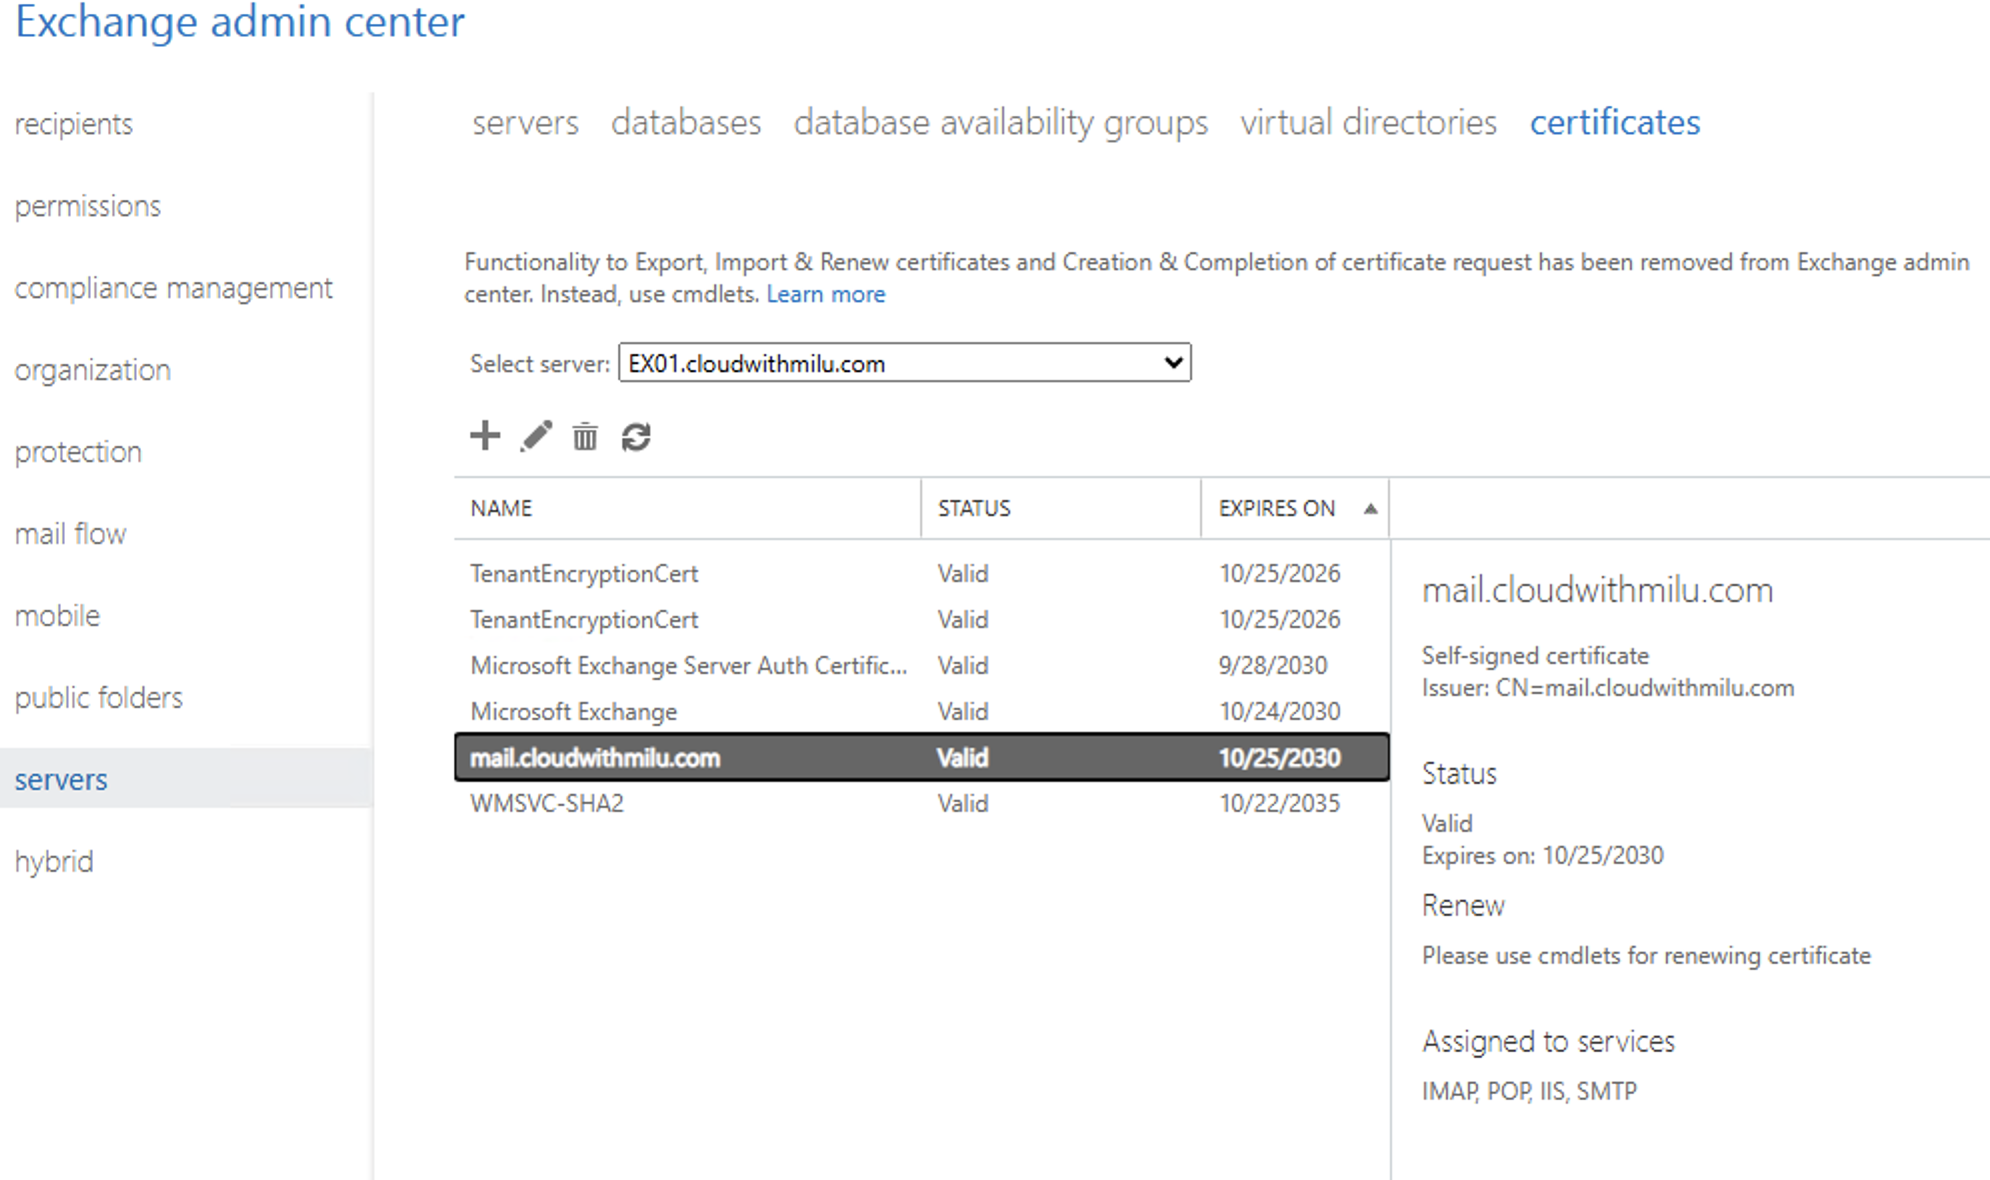 Exchange admin center
recipients
permissions
compliance management
organization
protection
mail flow
mobile
public folders
servers
hybrid
servers databases database availability groups virtual directories certificates
Functionality to Export, Import & Renew certificates and Creation & Completion of certificate request has been removed from Exchange admin
center. Instead, use cmdlets. Learn more
Select server: EX01.cloudwithmilu.com
NAME STATUS EXPIRES ON
TenantEncryptionCert Valid 10/25/2026
TenantEncryptionCert Valid 10/25/2026
Microsoft Exchange Server Auth Certific... Valid 9/28/2030
Microsoft Exchange Valid 10/24/2030
mail.cloudwithmilu.com Valid 10/25/2030
WMSVC-SHA2 Valid 10/22/2035
mail.cloudwithmilu.com
Self-signed certificate
Issuer: CN=mail.cloudwithmilu.com
Status
Valid
Expires on: 10/25/2030
Renew
Please use cmdlets for renewing certificate
Assigned to services
IMAP, POP, IIS, SMTP